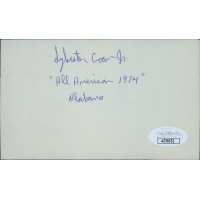 Sylvester Croom Jr.
"All American 1974"
Alabama